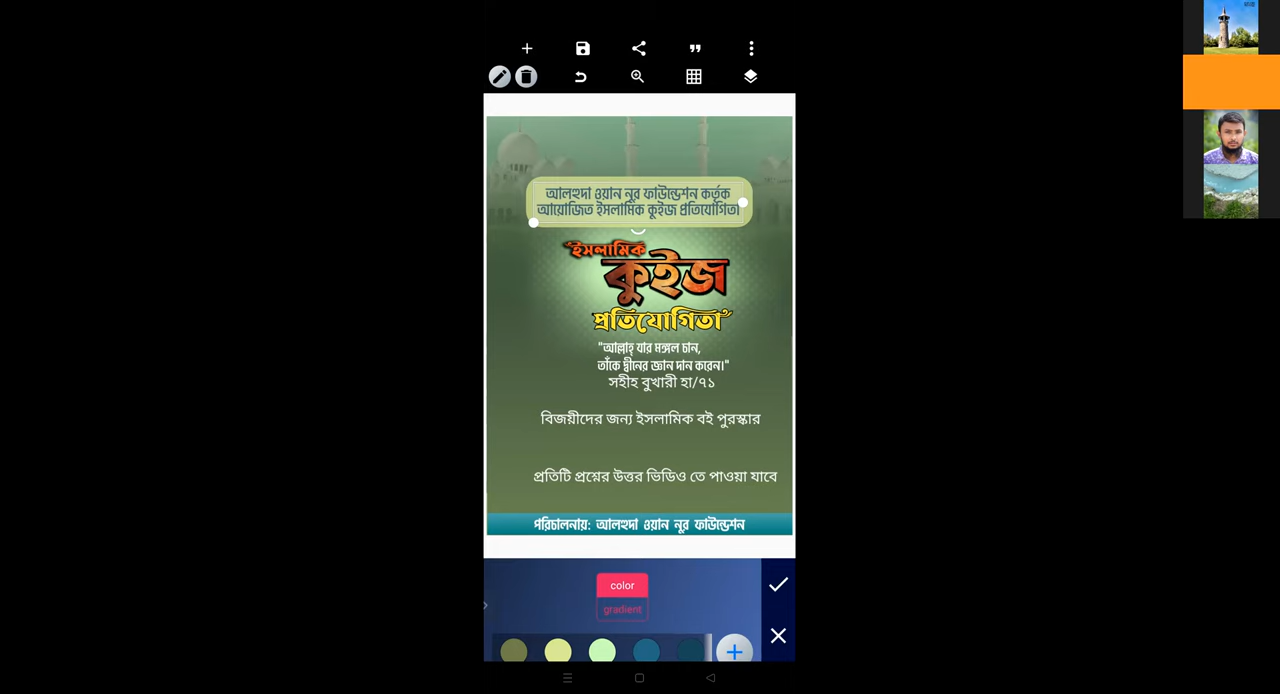 আলহুদা ওয়ান নূর ফাউন্ডেশন কর্তৃক
আয়োজিত ইসলামিক কুইজ প্রতিযোগিতা
ইসলামিক
কুইজ
প্রতিযোগিতা
"আল্লাহ্ যার মঙ্গল চান,
তাঁকে দ্বীনের জ্ঞান দান করেন।"
সহীহ বুখারী হা/৭১
বিজয়ীদের জন্য ইসলামিক বই পুরস্কার
প্রতিটি প্রশ্নের উত্তর ভিডিও তে পাওয়া যাবে
পরিচালনায়: আলহুদা ওয়ান নূর ফাউন্ডেশন
color
gradient